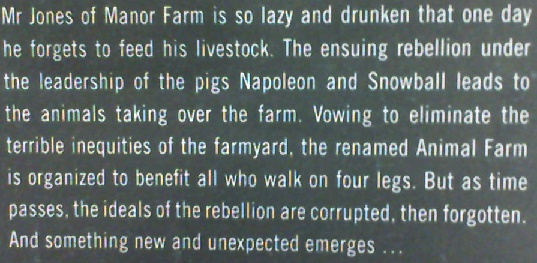 Mr Jones of Manor Farm is so lazy and drunken that one day
he forgets to feed his livestock. The ensuing rebellion under
the leadership of the pigs Napoleon and Snowball leads to
the animals taking over the farm. Vowing to eliminate the
terrible inequities of the farmyard, the renamed Animal Farm
is organized to benefit all who walk on four legs. But as time
passes, the ideals of the rebellion are corrupted, then forgotten.
And something new and unexpected emerges ...